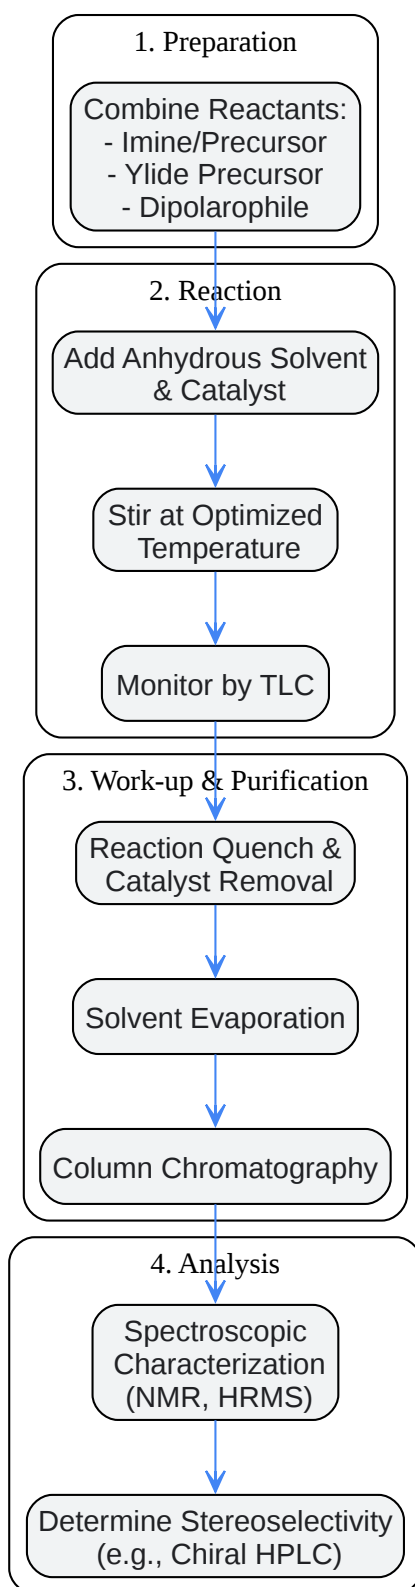 1. Preparation
Combine Reactants:
- Imine/Precursor
- Ylide Precursor
- Dipolarophile
2. Reaction
Add Anhydrous Solvent
& Catalyst
Stir at Optimized
Temperature
Monitor by TLC
3. Work-up & Purification
Reaction Quench &
Catalyst Removal
Solvent Evaporation
Column Chromatography
4. Analysis
Spectroscopic
Characterization
(NMR, HRMS)
Determine Stereoselectivity
(e.g., Chiral HPLC)